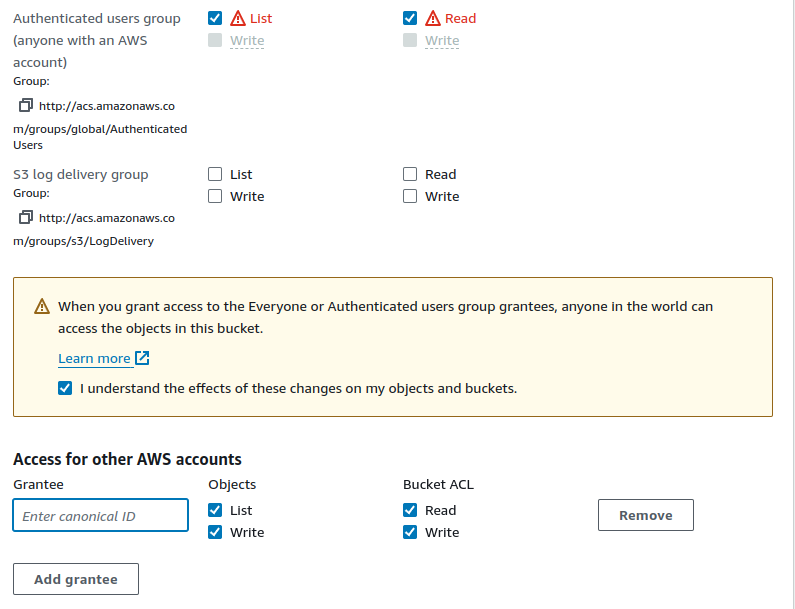 Authenticated users group
(anyone with an AWS
account)
Group:
http://acs.amazonaws.co
m/groups/global/Authenticated
Users
List
Write
Read
Write
S3 log delivery group
Group:
http://acs.amazonaws.co
m/groups/s3/LogDelivery
List
Write
Read
Write
When you grant access to the Everyone or Authenticated users group grantees, anyone in the world can
access the objects in this bucket.
Learn more
I understand the effects of these changes on my objects and buckets.
Access for other AWS accounts
Grantee
Objects
Bucket ACL
Enter canonical ID
List
Write
Read
Write
Remove
Add grantee